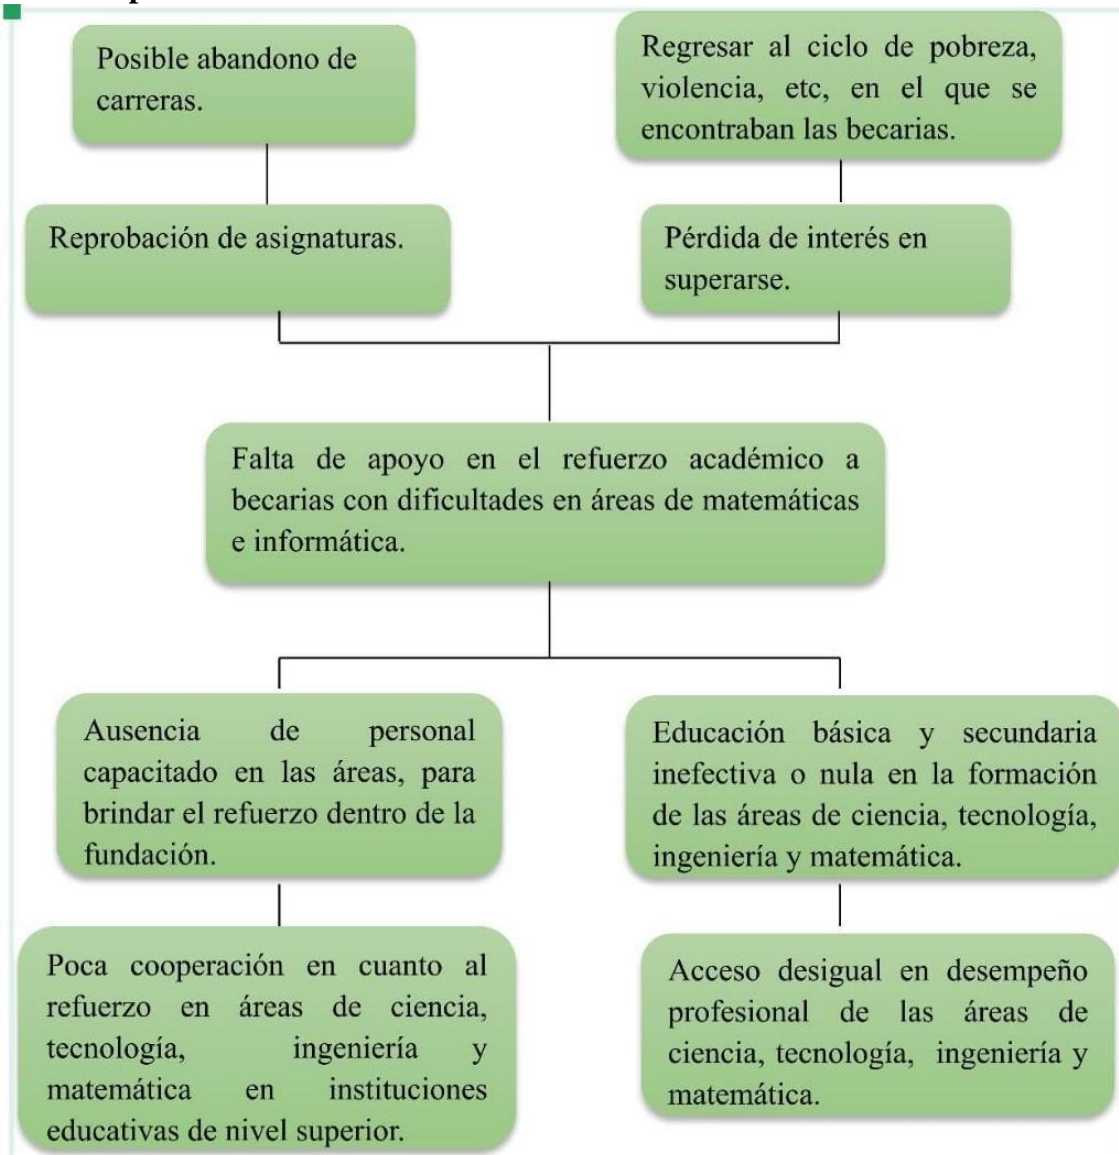 Posible abandono de
carreras.
Regresar al ciclo de pobreza,
violencia, etc, en el que se
encontraban las becarias.
Reprobación de asignaturas.
Pérdida de interés en
superarse.
Falta de apoyo en el refuerzo académico a
becarias con dificultades en áreas de matemáticas
e informática.
Ausencia de personal
capacitado en las áreas, para
brindar el refuerzo dentro de la
fundación.
Educación básica y secundaria
inefectiva o nula en la formación
de las áreas de ciencia, tecnología,
ingeniería y matemática.
Poca cooperación en cuanto al
refuerzo en áreas de ciencia,
tecnología, ingeniería y
matemática en instituciones
educativas de nivel superior.
Acceso desigual en desempeño
profesional de las áreas de
ciencia, tecnología, ingeniería y
matemática.